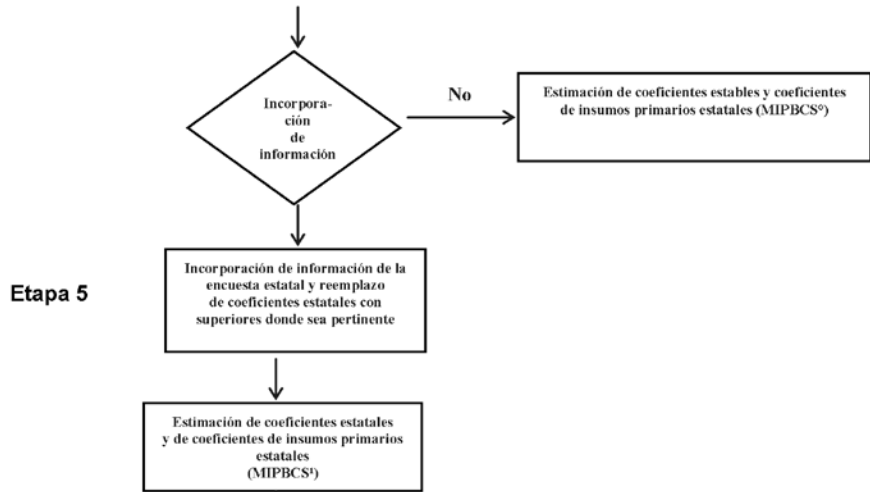 Incorpora-
ción
de
información
No
Estimación de coeficientes estables y coeficientes
de insumos primarios estatales (MIPBCS⁰)
Etapa 5
Incorporación de información de la
encuesta estatal y reemplazo
de coeficientes estatales con
superiores donde sea pertinente
Estimación de coeficientes estatales
y de coeficientes de insumos primarios
estatales
(MIPBCS¹)